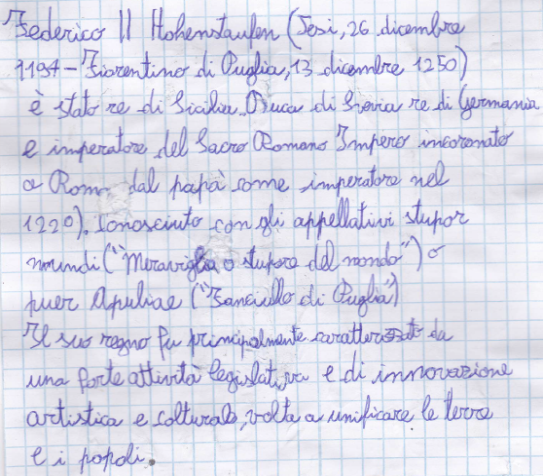 Federico II Hohenstaufen (Jesi, 26 dicembre
1194 - Fiorentino di Puglia, 13 dicembre 1250)
è stato re di Sicilia Duca di Svevia re di Germania
e imperatore del Sacro Romano Impero incoronato
a Rom dal papà come imperatore nel
1220). Conosciuto con gli appellativi stupor
mundi ("Meraviglia o stupore del mondo") o
puer Apuliae ("Fanciullo di Puglia")
Il suo regno fu principalmente caratterizzato da
una forte attività legislativa e di innovazione
artistica e colturale, volta a unificare le terre
e i popoli.